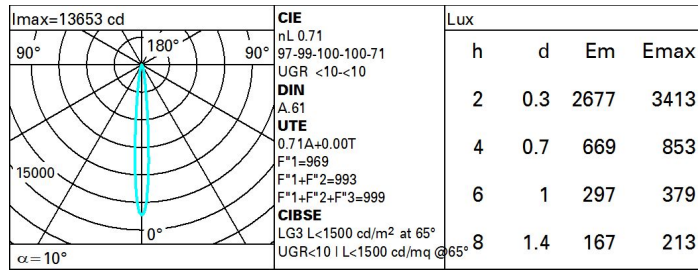 Imax=13653 cd
90°
180°
90°
15000
0°
α=10°
CIE
nL 0.71
97-99-100-100-71
UGR <10-<10
DIN
A.61
UTE
0.71A+0.00T
F"1=969
F"1+F"2=993
F"1+F"2+F"3=999
CIBSE
LG3 L<1500 cd/m² at 65°
UGR<10 | L<1500 cd/mq @65°
Lux
h d Em Emax
2 0.3 2677 3413
4 0.7 669 853
6 1 297 379
8 1.4 167 213